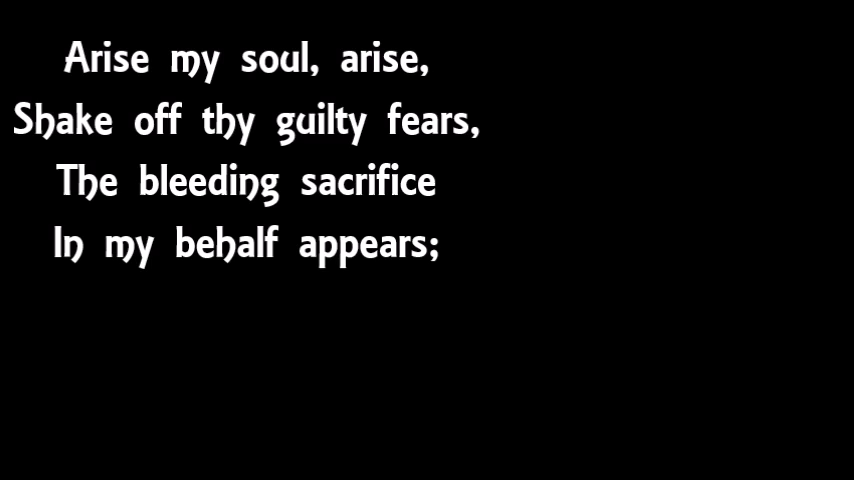 Arise my soul, arise,
Shake off thy guilty fears,
The bleeding sacrifice
In my behalf appears;